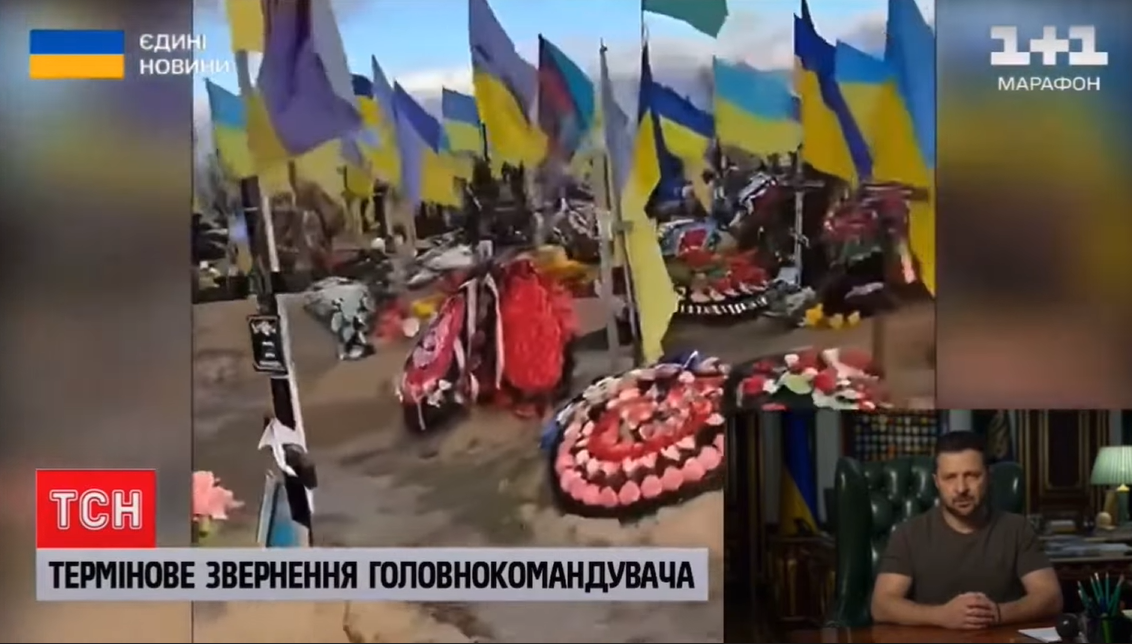 ЄДИНІ
НОВИНИ
1+1
МАРАФОН
ТСН
ТЕРМІНОВЕ ЗВЕРНЕННЯ ГОЛОВНОКОМАНДУВАЧА